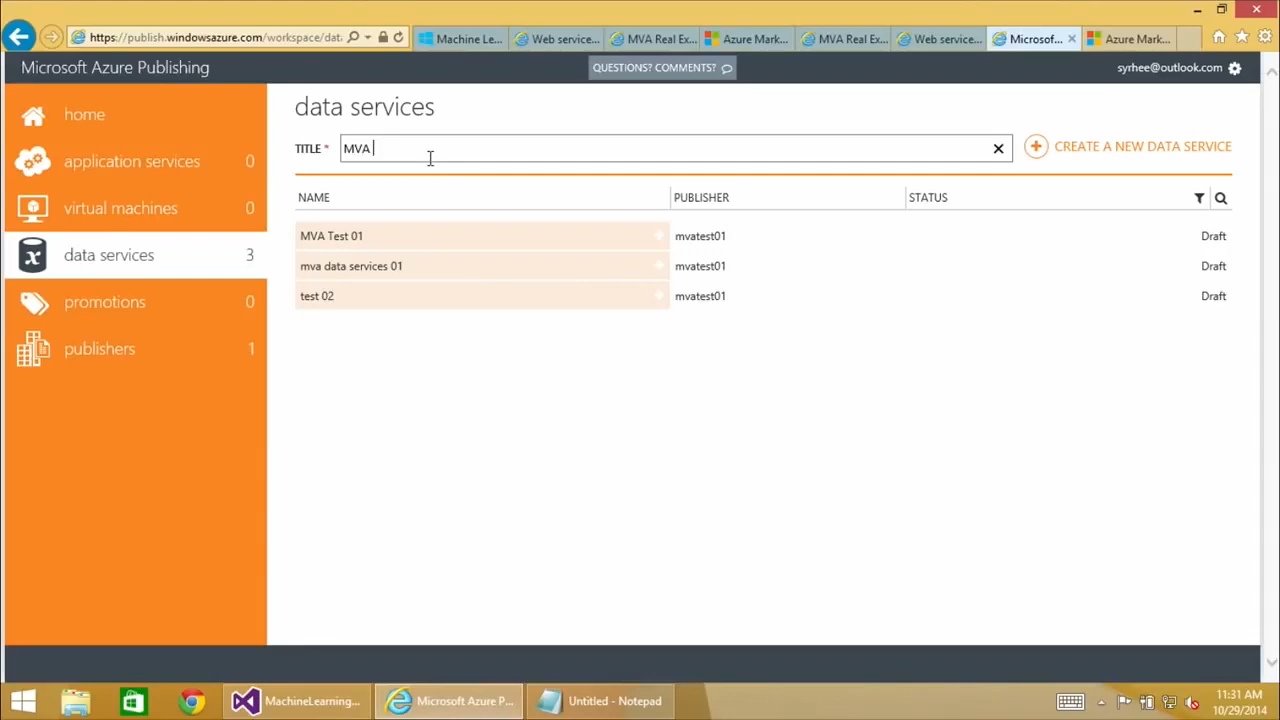 https://publish.windowsazure.com/workspace/dat
Machine Le...
Web service...
MVA Real Ex...
Azure Mark...
MVA Real Ex...
Web service...
Microsof...
Azure Mark...
Microsoft Azure Publishing
QUESTIONS? COMMENTS?
syrhee@outlook.com
home
application services 0
virtual machines 0
data services 3
promotions 0
publishers 1
data services
TITLE * MVA
CREATE A NEW DATA SERVICE
NAME PUBLISHER STATUS
MVA Test 01 mvatest01 Draft
mva data services 01 mvatest01 Draft
test 02 mvatest01 Draft
MachineLearning...
Microsoft Azure P...
Untitled - Notepad
11:31 AM
10/29/2014